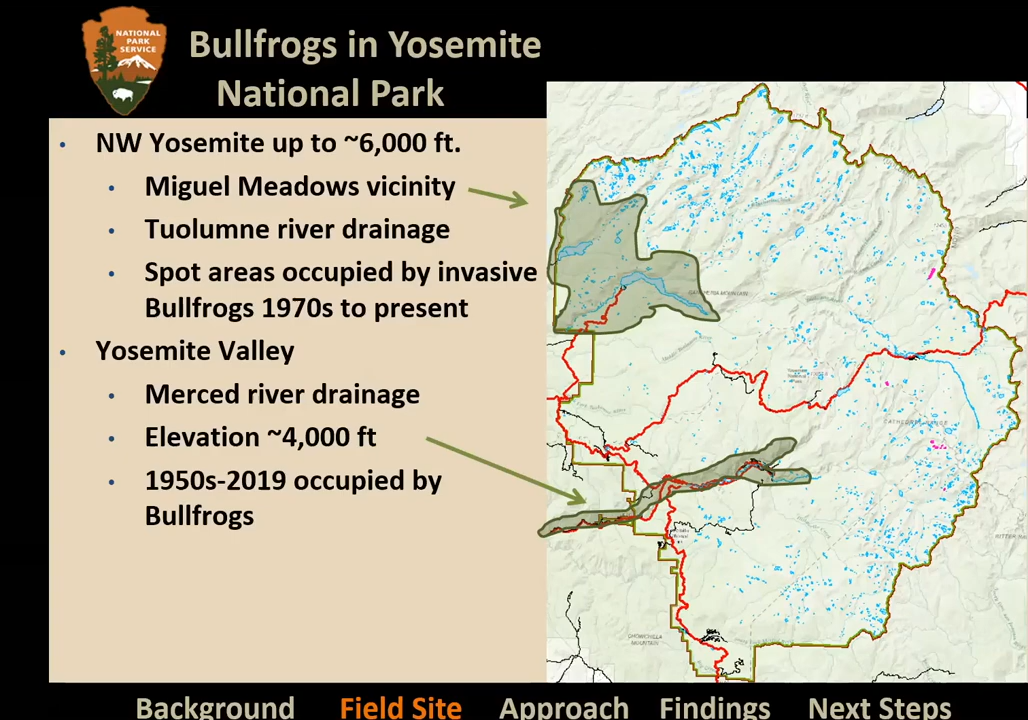 NATIONAL
PARK
SERVICE
Bullfrogs in Yosemite
National Park
• NW Yosemite up to ~6,000 ft.
• Miguel Meadows vicinity
• Tuolumne river drainage
• Spot areas occupied by invasive
Bullfrogs 1970s to present
• Yosemite Valley
Merced river drainage
• Elevation ~4,000 ft
• 1950s-2019 occupied by
Bullfrogs
RANCHERIA MOUNTAIN
CATHEDRAL RANGE
CHOWCHILLA
MOUNTAIN
Background
Field Site
Approach
Findings
Next Steps